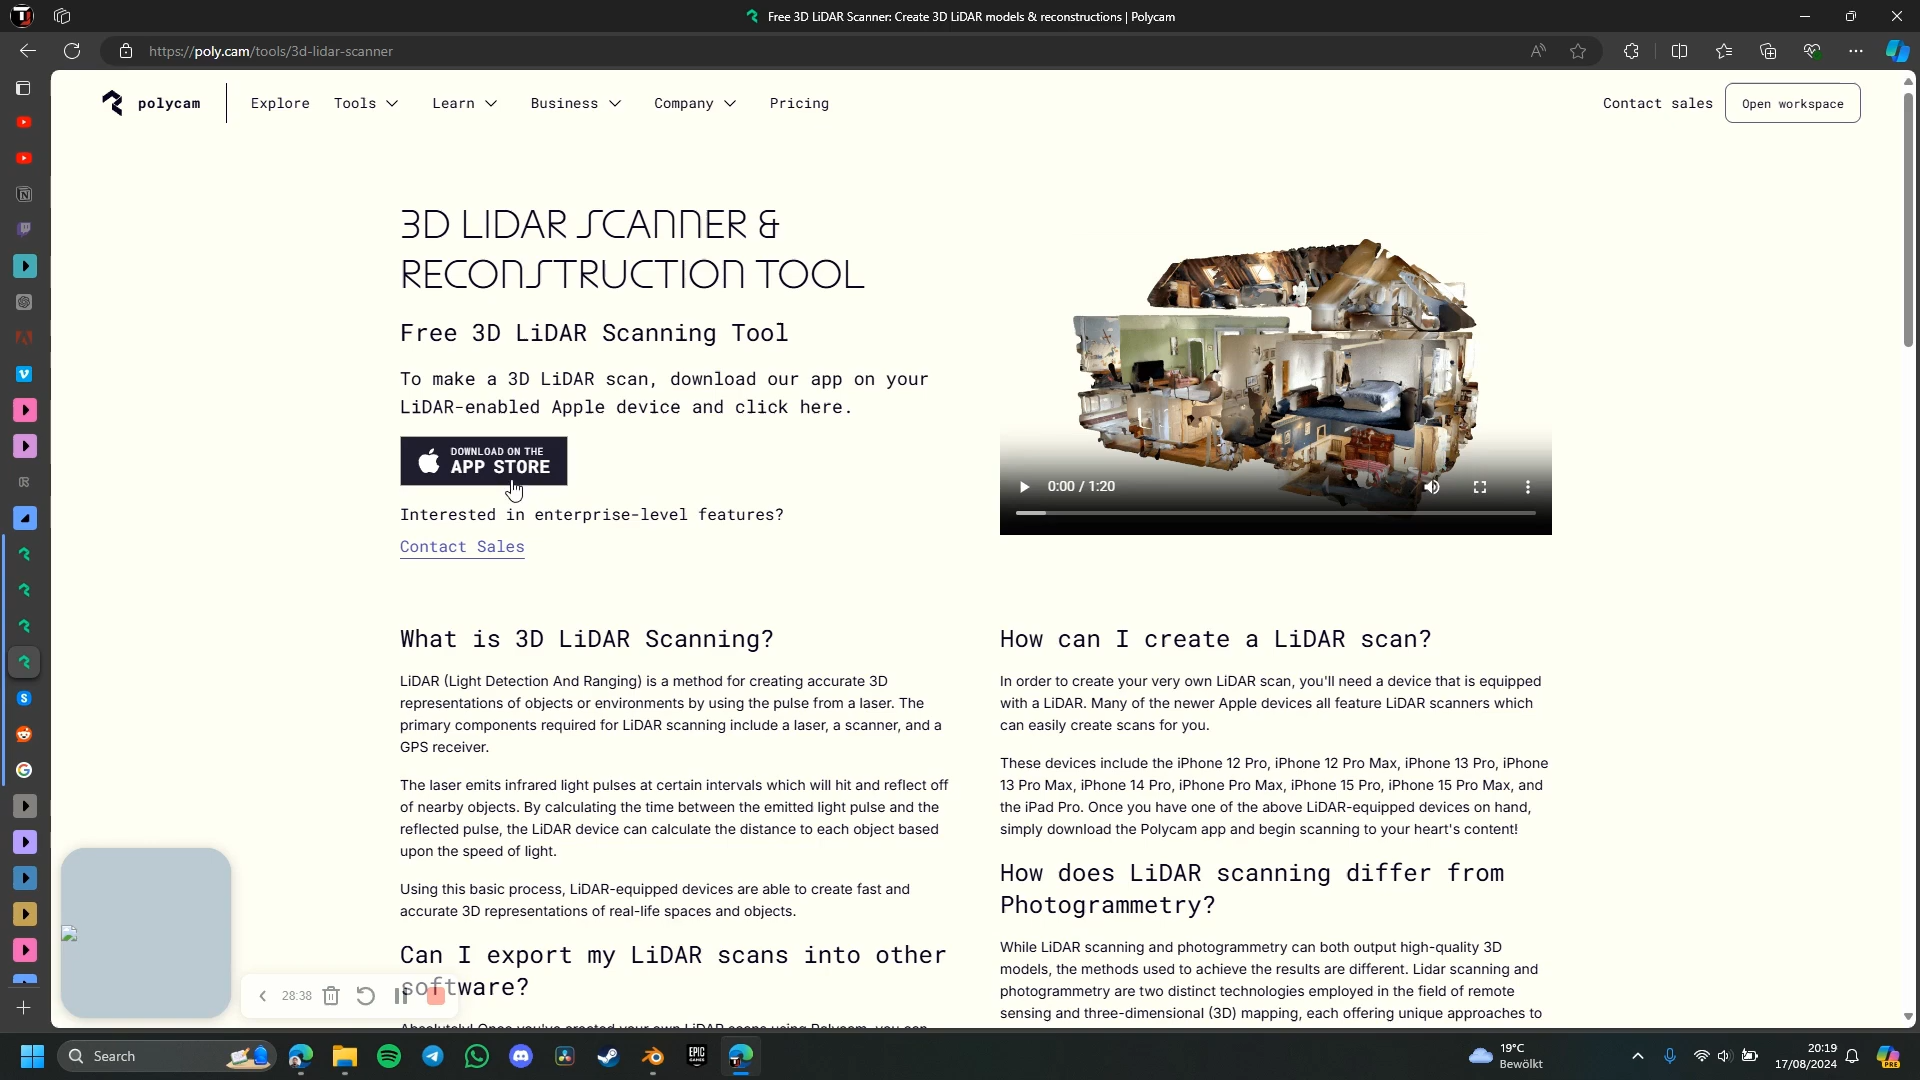 Free 3D LiDAR Scanner: Create 3D LiDAR models & reconstructions | Polycam
https://poly.cam/tools/3d-lidar-scanner
polycam
Explore
Tools
Learn
Business
Company
Pricing
Contact sales
Open workspace
3D LIDAR SCANNER &
RECONSTRUCTION TOOL
Free 3D LiDAR Scanning Tool
To make a 3D LiDAR scan, download our app on your
LiDAR-enabled Apple device and click here.
DOWNLOAD ON THE
APP STORE
Interested in enterprise-level features?
Contact Sales
0:00 / 1:20
What is 3D LiDAR Scanning?
LiDAR (Light Detection And Ranging) is a method for creating accurate 3D
representations of objects or environments by using the pulse from a laser. The
primary components required for LiDAR scanning include a laser, a scanner, and a
GPS receiver.
The laser emits infrared light pulses at certain intervals which will hit and reflect off
of nearby objects. By calculating the time between the emitted light pulse and the
reflected pulse, the LiDAR device can calculate the distance to each object based
upon the speed of light.
Using this basic process, LiDAR-equipped devices are able to create fast and
accurate 3D representations of real-life spaces and objects.
Can I export my LiDAR scans into other
software?
How can I create a LiDAR scan?
In order to create your very own LiDAR scan, you'll need a device that is equipped
with a LiDAR. Many of the newer Apple devices all feature LiDAR scanners which
can easily create scans for you.
These devices include the iPhone 12 Pro, iPhone 12 Pro Max, iPhone 13 Pro, iPhone
13 Pro Max, iPhone 14 Pro, iPhone Pro Max, iPhone 15 Pro, iPhone 15 Pro Max, and
the iPad Pro. Once you have one of the above LiDAR-equipped devices on hand,
simply download the Polycam app and begin scanning to your heart's content!
How does LiDAR scanning differ from
Photogrammetry?
While LiDAR scanning and photogrammetry can both output high-quality 3D
models, the methods used to achieve the results are different. Lidar scanning and
photogrammetry are two distinct technologies employed in the field of remote
sensing and three-dimensional (3D) mapping, each offering unique approaches to
28:38
Search
EPIC
GAMES
19°C
Bewölkt
20:19
17/08/2024
PRE